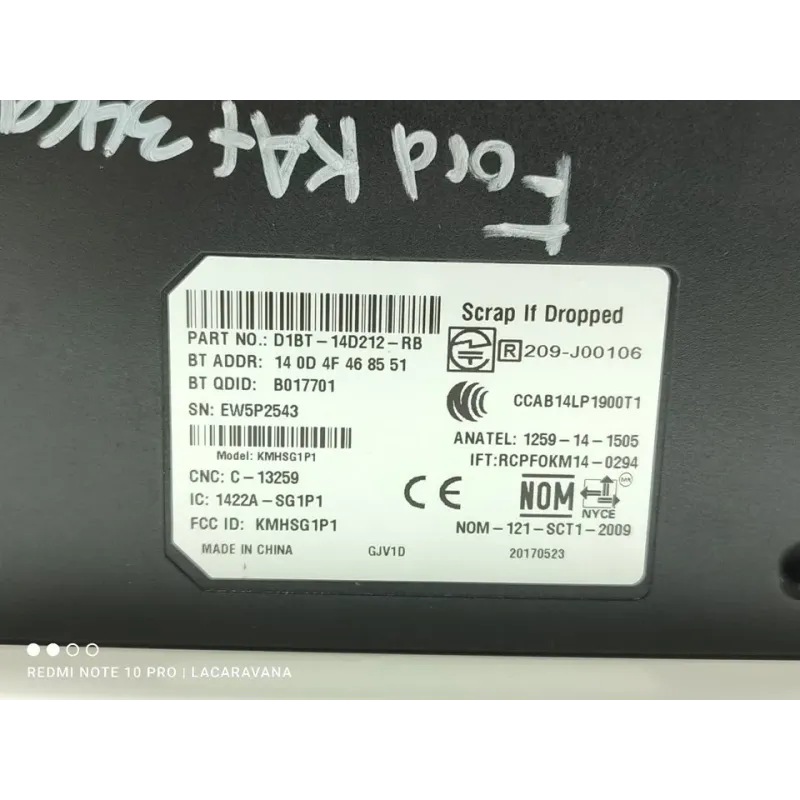 Ford KA+
Scrap If Dropped
PART NO.: D1BT-14D212-RB
BT ADDR: 14 0D 4F 46 85 51
BT QDID: B017701
SN: EW5P2543
Model: KMHSG1P1
CNC: C-13259
IC: 1422A-SG1P1
FCC ID: KMHSG1P1
MADE IN CHINA
GJV1D
R 209-J00106
CCAB14LP1900T1
ANATEL: 1259-14-1505
IFT:RCPFOKM14-0294
CE
NOM
NYCE
NOM-121-SCT1-2009
20170523
REDMI NOTE 10 PRO | LACARAVANA